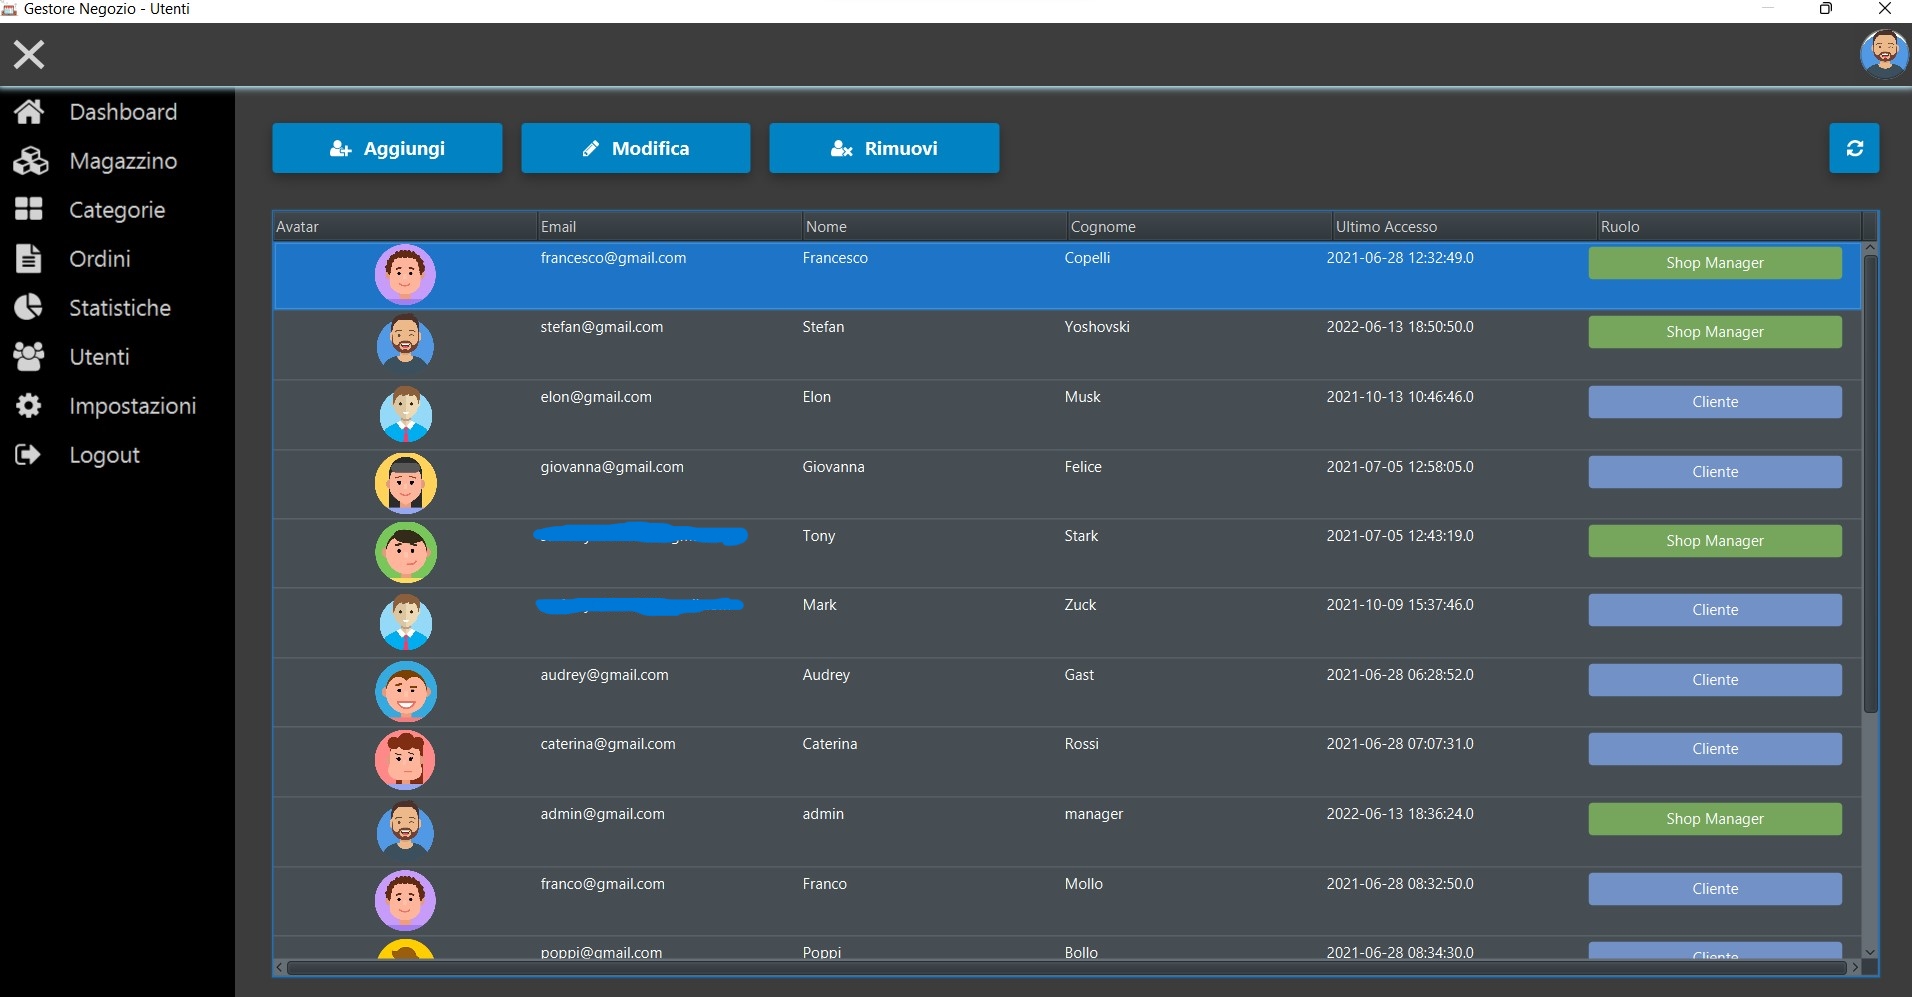 Gestore Negozio - Utenti
Dashboard
Magazzino
Categorie
Ordini
Statistiche
Utenti
Impostazioni
Logout
Aggiungi Modifica Rimuovi
Avatar Email Nome Cognome Ultimo Accesso Ruolo
francesco@gmail.com Francesco Copelli 2021-06-28 12:32:49.0 Shop Manager
stefan@gmail.com Stefan Yoshovski 2022-06-13 18:50:50.0 Shop Manager
elon@gmail.com Elon Musk 2021-10-13 10:46:46.0 Cliente
giovanna@gmail.com Giovanna Felice 2021-07-05 12:58:05.0 Cliente
Tony Stark 2021-07-05 12:43:19.0 Shop Manager
Mark Zuck 2021-10-09 15:37:46.0 Cliente
audrey@gmail.com Audrey Gast 2021-06-28 06:28:52.0 Cliente
caterina@gmail.com Caterina Rossi 2021-06-28 07:07:31.0 Cliente
admin@gmail.com admin manager 2022-06-13 18:36:24.0 Shop Manager
franco@gmail.com Franco Mollo 2021-06-28 08:32:50.0 Cliente
poppi@gmail.com Poppi Bollo 2021-06-28 08:34:30.0 Cliente